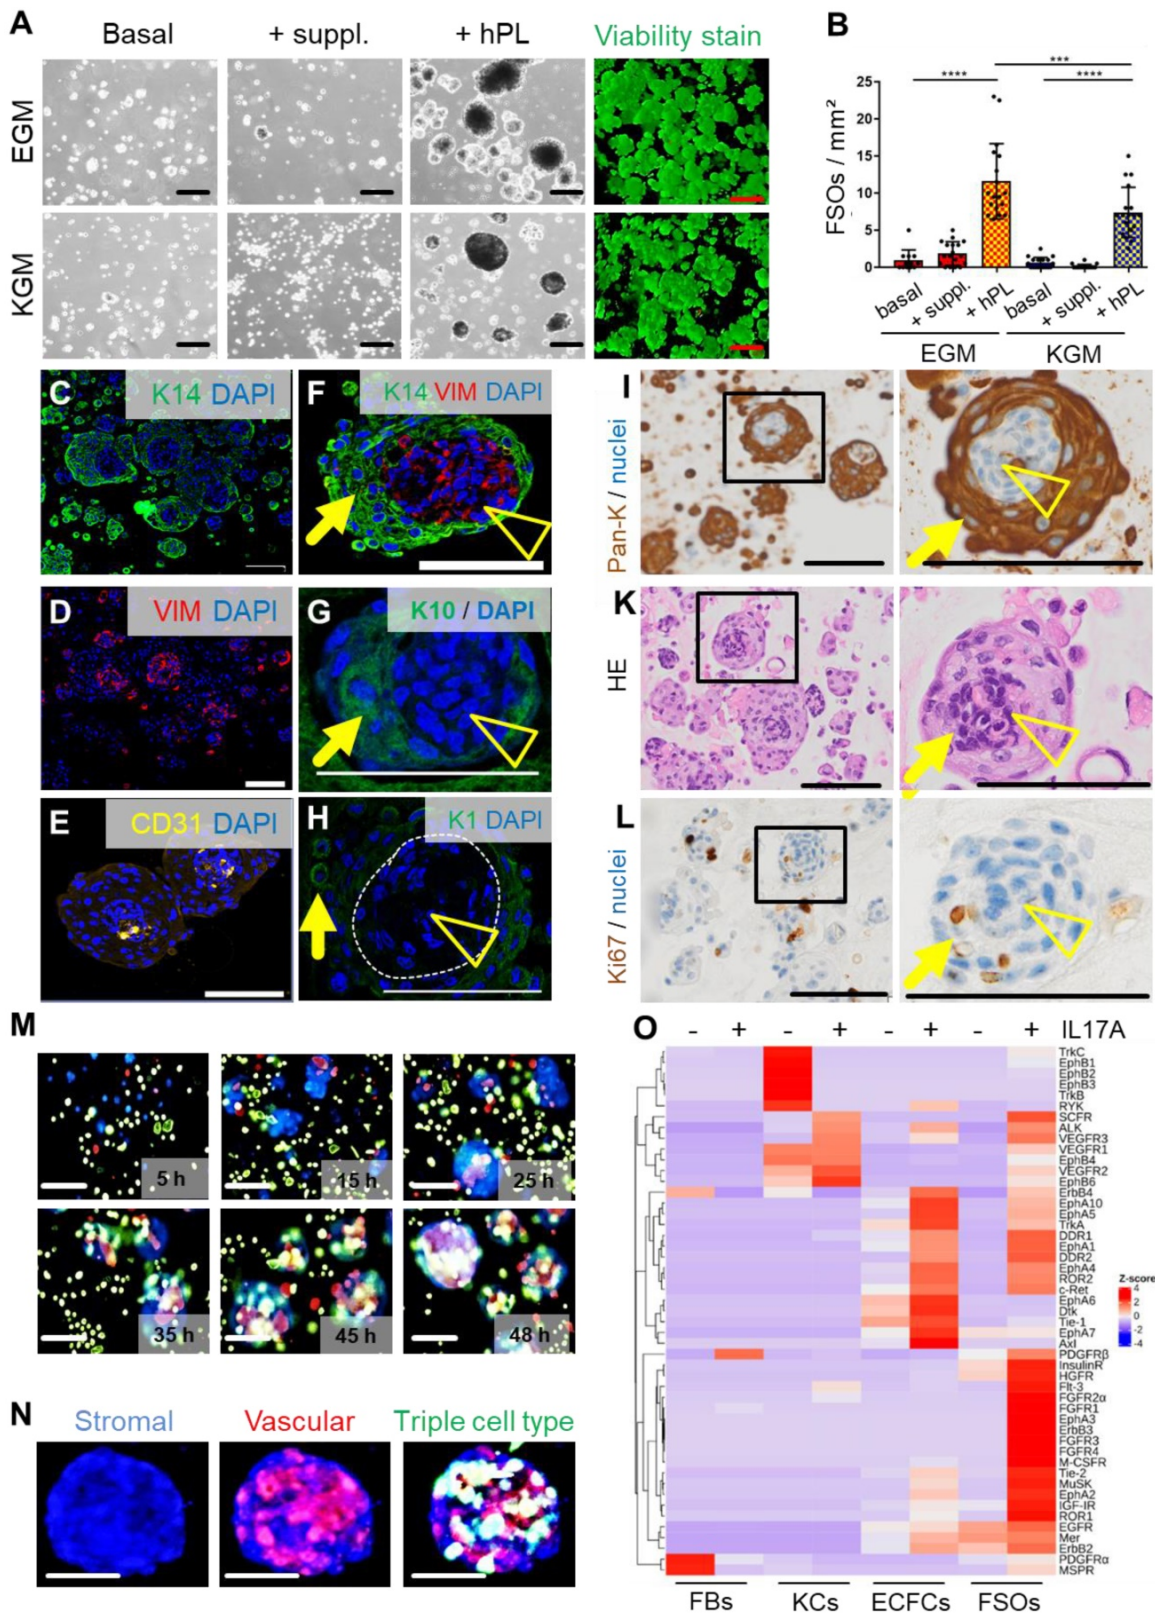 A
Basal
+ suppl.
+ hPL
Viability stain
EGM
KGM
B
FSOs / mm²
25
20
15
10
5
0
****
***
****
basal
+ suppl.
+ hPL
basal
+ suppl.
+ hPL
EGM
KGM
C
K14 DAPI
F
K14 VIM DAPI
D
VIM DAPI
G
K10 / DAPI
E
CD31 DAPI
H
K1 DAPI
I
Pan-K / nuclei
K
HE
L
Ki67 / nuclei
M
5 h
15 h
25 h
35 h
45 h
48 h
N
Stromal
Vascular
Triple cell type
O
- + - + - + - + IL17A
TrkC
EphB1
EphB2
EphB3
TrkB
RYK
SCFR
ALK
VEGFR3
VEGFR1
EphB4
VEGFR2
EphB6
ErbB4
EphA10
EphA5
TrkA
DDR1
EphA1
DDR2
EphA4
ROR2
c-Ret
EphA6
Dtk
Tie-1
EphA7
Axl
PDGFRβ
InsulinR
HGFR
Flt-3
FGFR2α
FGFR1
EphA3
ErbB3
FGFR3
FGFR4
M-CSFR
Tie-2
MuSK
EphA2
IGF-IR
ROR1
EGFR
Mer
ErbB2
PDGFRα
MSPR
Z-score
4
2
0
-2
-4
FBs
KCs
ECFCs
FSOs